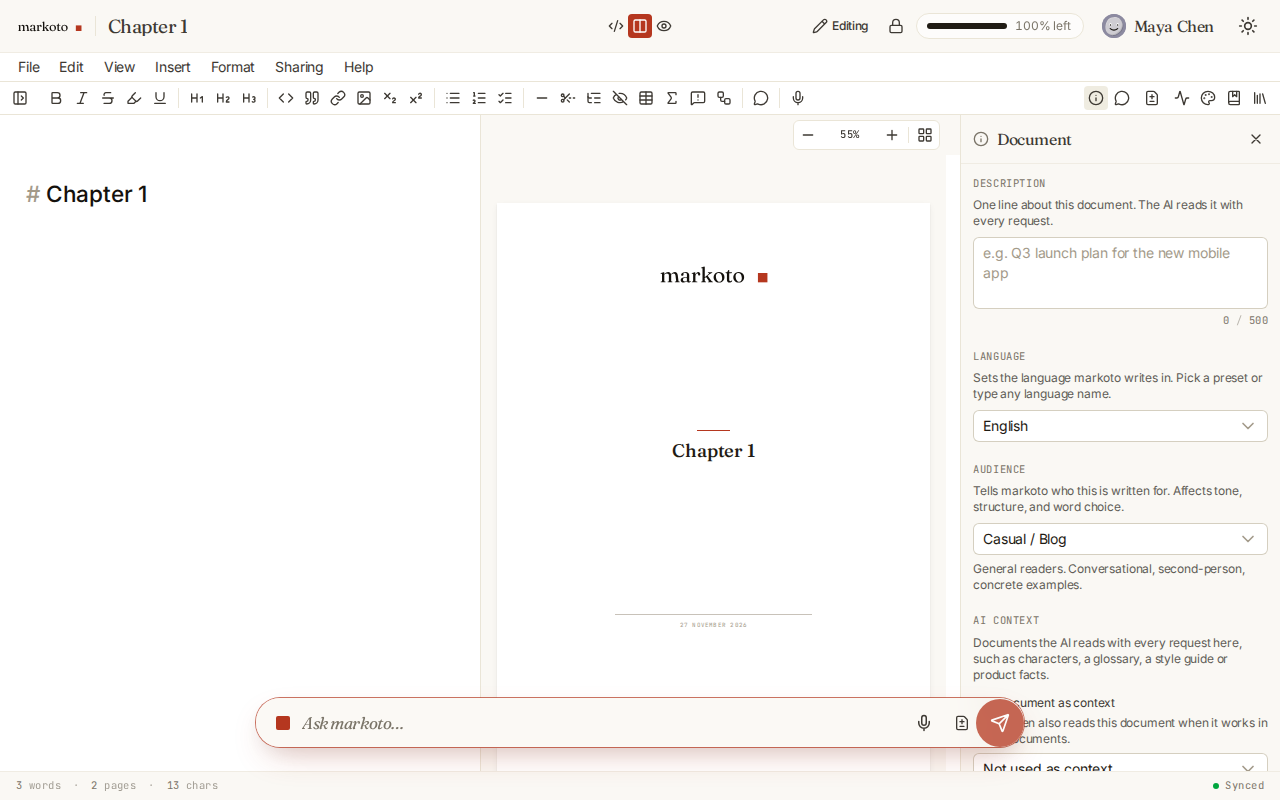 markoto
Chapter 1
Editing
100% left
Maya Chen
File Edit View Insert Format Sharing Help
H1 H2 H3
55%
Document
# Chapter 1
markoto
Chapter 1
27 NOVEMBER 2026
DESCRIPTION
One line about this document. The AI reads it with
every request.
e.g. Q3 launch plan for the new mobile
app
0 / 500
LANGUAGE
Sets the language markoto writes in. Pick a preset or
type any language name.
English
AUDIENCE
Tells markoto who this is written for. Affects tone,
structure, and word choice.
Casual / Blog
General readers. Conversational, second-person,
concrete examples.
AI CONTEXT
Documents the AI reads with every request here,
such as characters, a glossary, a style guide or
product facts.
cument as context
en also reads this document when it works in
cuments.
Not used as context
Ask markoto...
3 words · 2 pages · 13 chars
Synced